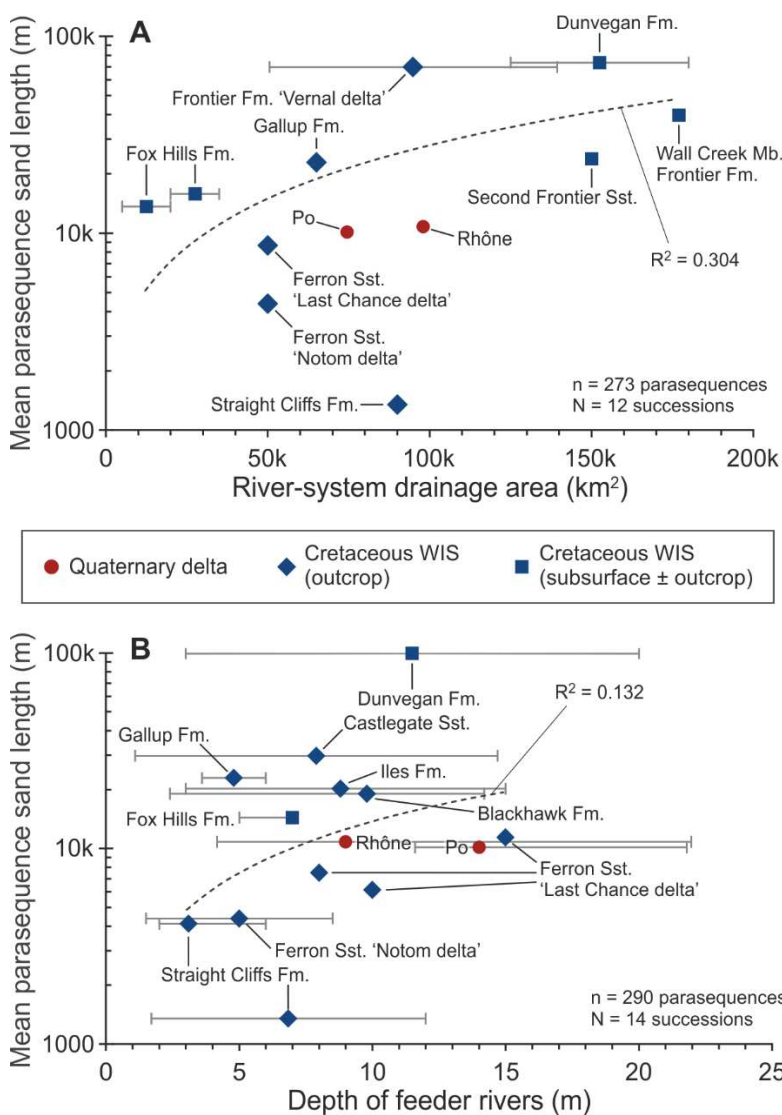 A
Mean parasequence sand length (m)
100k
10k
1000
Dunvegan Fm.
Frontier Fm. 'Vernal delta'
Gallup Fm.
Fox Hills Fm.
Wall Creek Mb.
Frontier Fm.
Second Frontier Sst.
Po
Rhône
R² = 0.304
Ferron Sst.
'Last Chance delta'
Ferron Sst.
'Notom delta'
Straight Cliffs Fm.
n = 273 parasequences
N = 12 successions
0
50k
100k
150k
200k
River-system drainage area (km²)
Quaternary delta
Cretaceous WIS
(outcrop)
Cretaceous WIS
(subsurface ± outcrop)
B
Mean parasequence sand length (m)
100k
10k
1000
R² = 0.132
Dunvegan Fm.
Castlegate Sst.
Gallup Fm.
Iles Fm.
Blackhawk Fm.
Fox Hills Fm.
Rhône
Po
Ferron Sst.
'Last Chance delta'
Ferron Sst. 'Notom delta'
Straight Cliffs Fm.
n = 290 parasequences
N = 14 successions
0
5
10
15
20
25
Depth of feeder rivers (m)